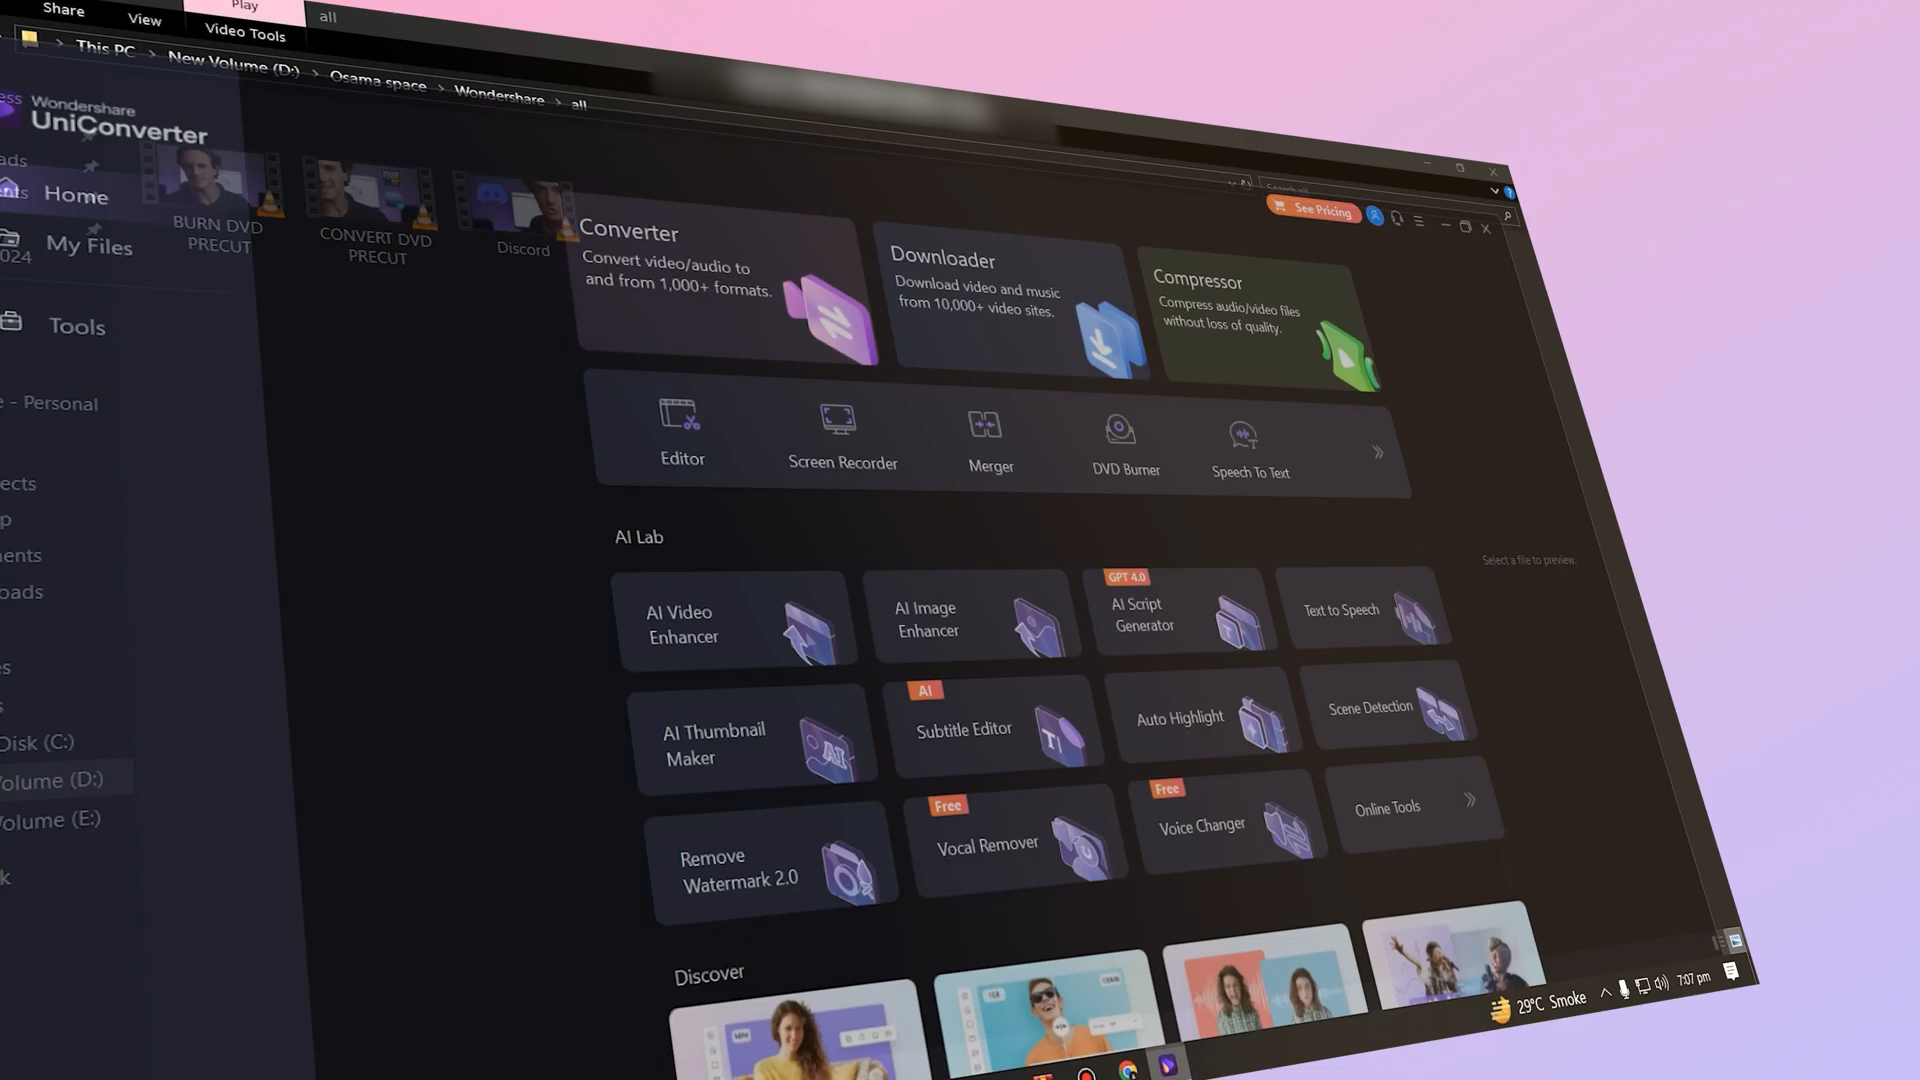 Share
View
Play
Video Tools
all
This PC > New Volume (D:) > Osama space > Wondershare > all
Wondershare
UniConverter
Home
My Files
2024
Tools
- Personal
Disk (C:)
Volume (D:)
Volume (E:)
BURN DVD
PRECUT
CONVERT DVD
PRECUT
Discord
Search all
See Pricing
Converter
Convert video/audio to
and from 1,000+ formats.
Downloader
Download video and music
from 10,000+ video sites.
Compressor
Compress audio/video files
without loss of quality.
Editor
Screen Recorder
Merger
DVD Burner
Speech To Text
AI Lab
Select a file to preview.
AI Video
Enhancer
AI Image
Enhancer
GPT 4.0
AI Script
Generator
Text to Speech
AI Thumbnail
Maker
AI
Subtitle Editor
Auto Highlight
Scene Detection
Remove
Watermark 2.0
Free
Vocal Remover
Free
Voice Changer
Online Tools
Discover
29°C Smoke
7:07 pm